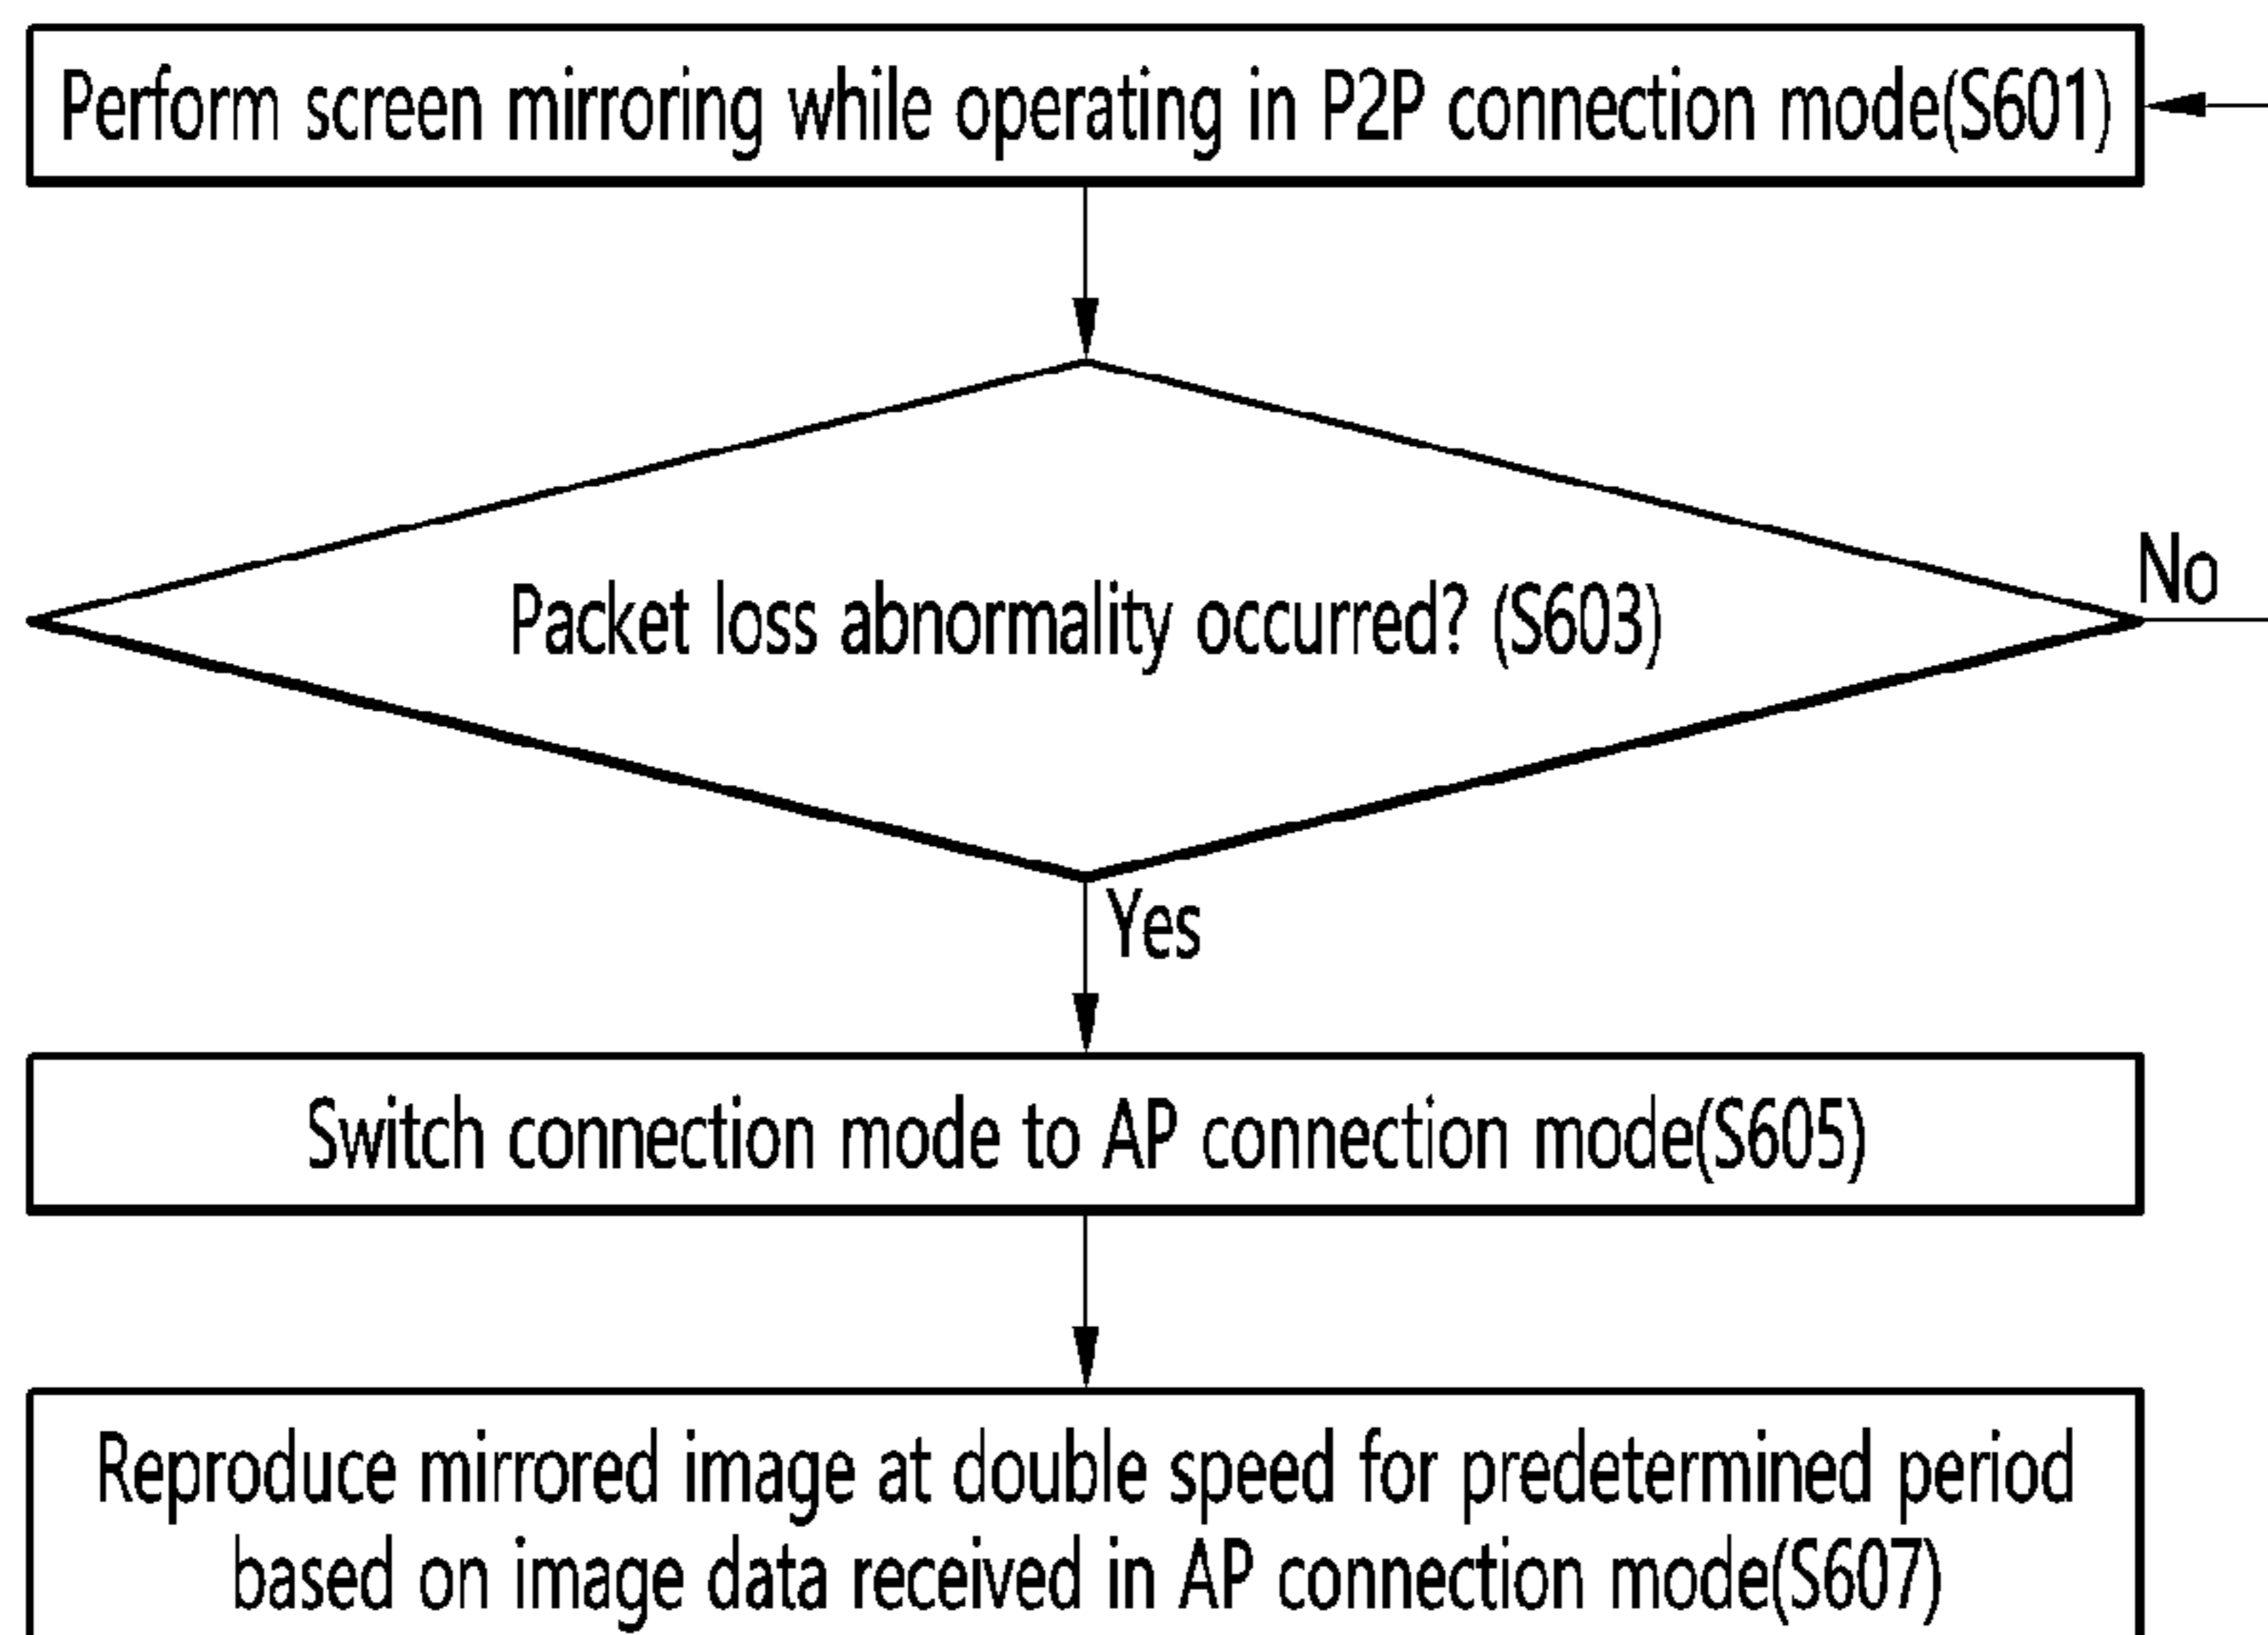 Perform screen mirroring while operating in P2P connection mode(S601)
Packet loss abnormality occurred? (S603)
No
Yes
Switch connection mode to AP connection mode(S605)
Reproduce mirrored image at double speed for predetermined period
based on image data received in AP connection mode(S607)